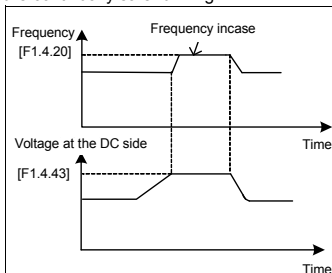 Frequency
Frequency incase
[F1.4.20]
Time
Voltage at the DC side
[F1.4.43]
Time